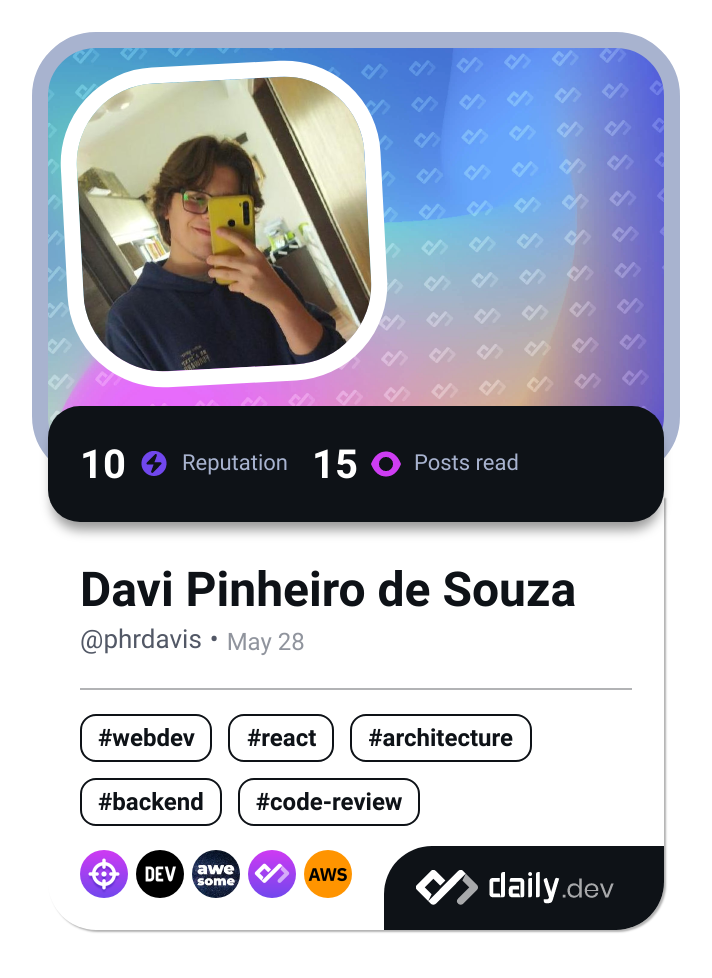 10 Reputation 15 Posts read
Davi Pinheiro de Souza
@phrdavis • May 28
#webdev #react #architecture
#backend #code-review
DEV awe some AWS
daily.dev